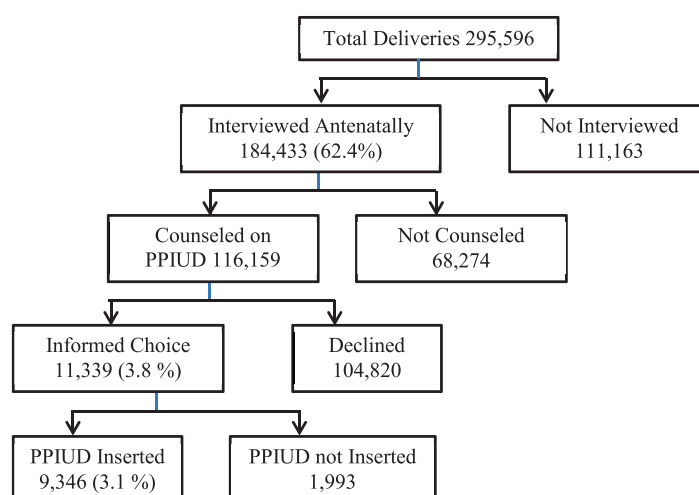 Total Deliveries 295,596
Interviewed Antenatally
184,433 (62.4%)
Not Interviewed
111,163
Counseled on
PPIUD 116,159
Not Counseled
68,274
Informed Choice
11,339 (3.8 %)
Declined
104,820
PPIUD Inserted
9,346 (3.1 %)
PPIUD not Inserted
1,993